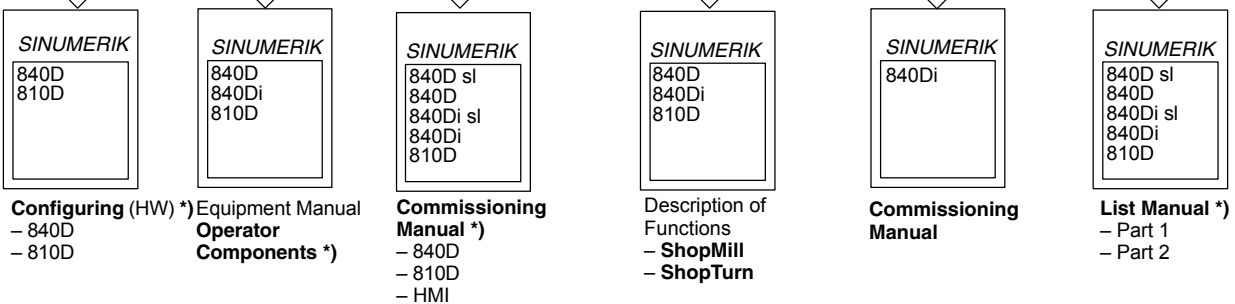 SINUMERIK
840D
810D
Configuring (HW) *)
– 840D
– 810D
SINUMERIK
840D
840Di
810D
Equipment Manual
Operator
Components *)
SINUMERIK
840D sl
840D
840Di sl
840Di
810D
Commissioning
Manual *)
– 840D
– 810D
– HMI
SINUMERIK
840D
840Di
810D
Description of
Functions
– ShopMill
– ShopTurn
SINUMERIK
840Di
Commissioning
Manual
SINUMERIK
840D sl
840D
840Di sl
840Di
810D
List Manual *)
– Part 1
– Part 2